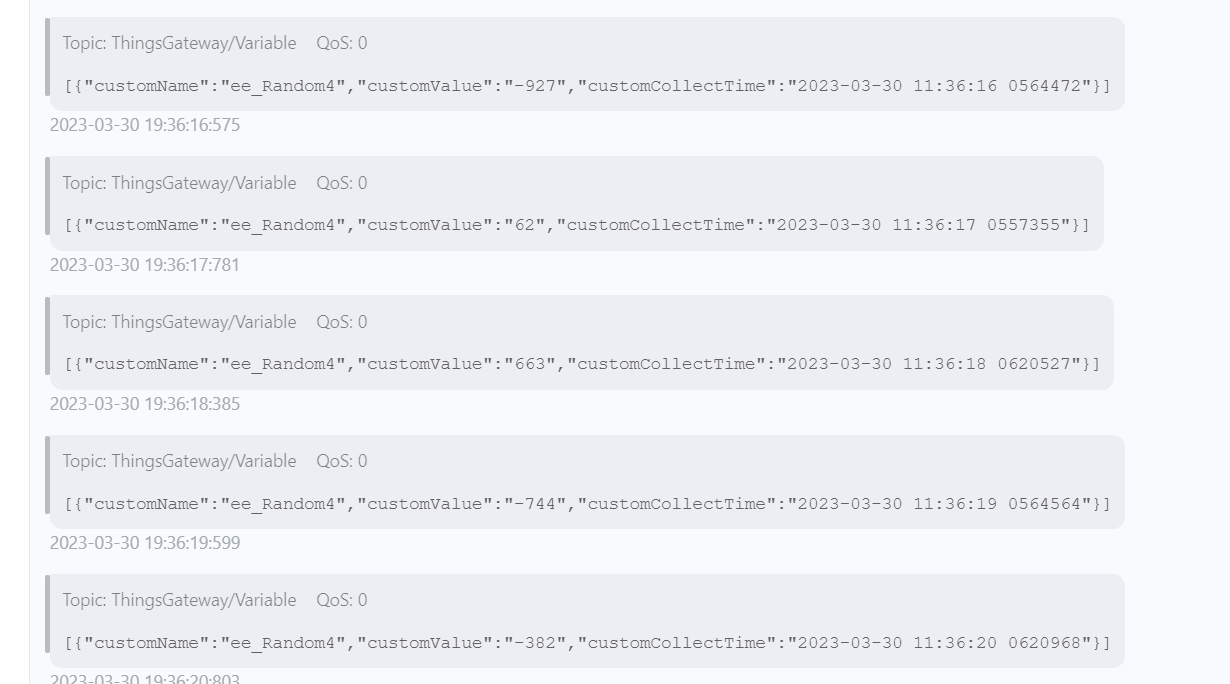 Topic: ThingsGateway/Variable QoS: 0
[{"customName":"ee_Random4","customValue":"-927","customCollectTime":"2023-03-30 11:36:16 0564472"}]
2023-03-30 19:36:16:575
Topic: ThingsGateway/Variable QoS: 0
[{"customName":"ee_Random4","customValue":"62","customCollectTime":"2023-03-30 11:36:17 0557355"}]
2023-03-30 19:36:17:781
Topic: ThingsGateway/Variable QoS: 0
[{"customName":"ee_Random4","customValue":"663","customCollectTime":"2023-03-30 11:36:18 0620527"}]
2023-03-30 19:36:18:385
Topic: ThingsGateway/Variable QoS: 0
[{"customName":"ee_Random4","customValue":"-744","customCollectTime":"2023-03-30 11:36:19 0564564"}]
2023-03-30 19:36:19:599
Topic: ThingsGateway/Variable QoS: 0
[{"customName":"ee_Random4","customValue":"-382","customCollectTime":"2023-03-30 11:36:20 0620968"}]
2023-03-30 19:36:20:803